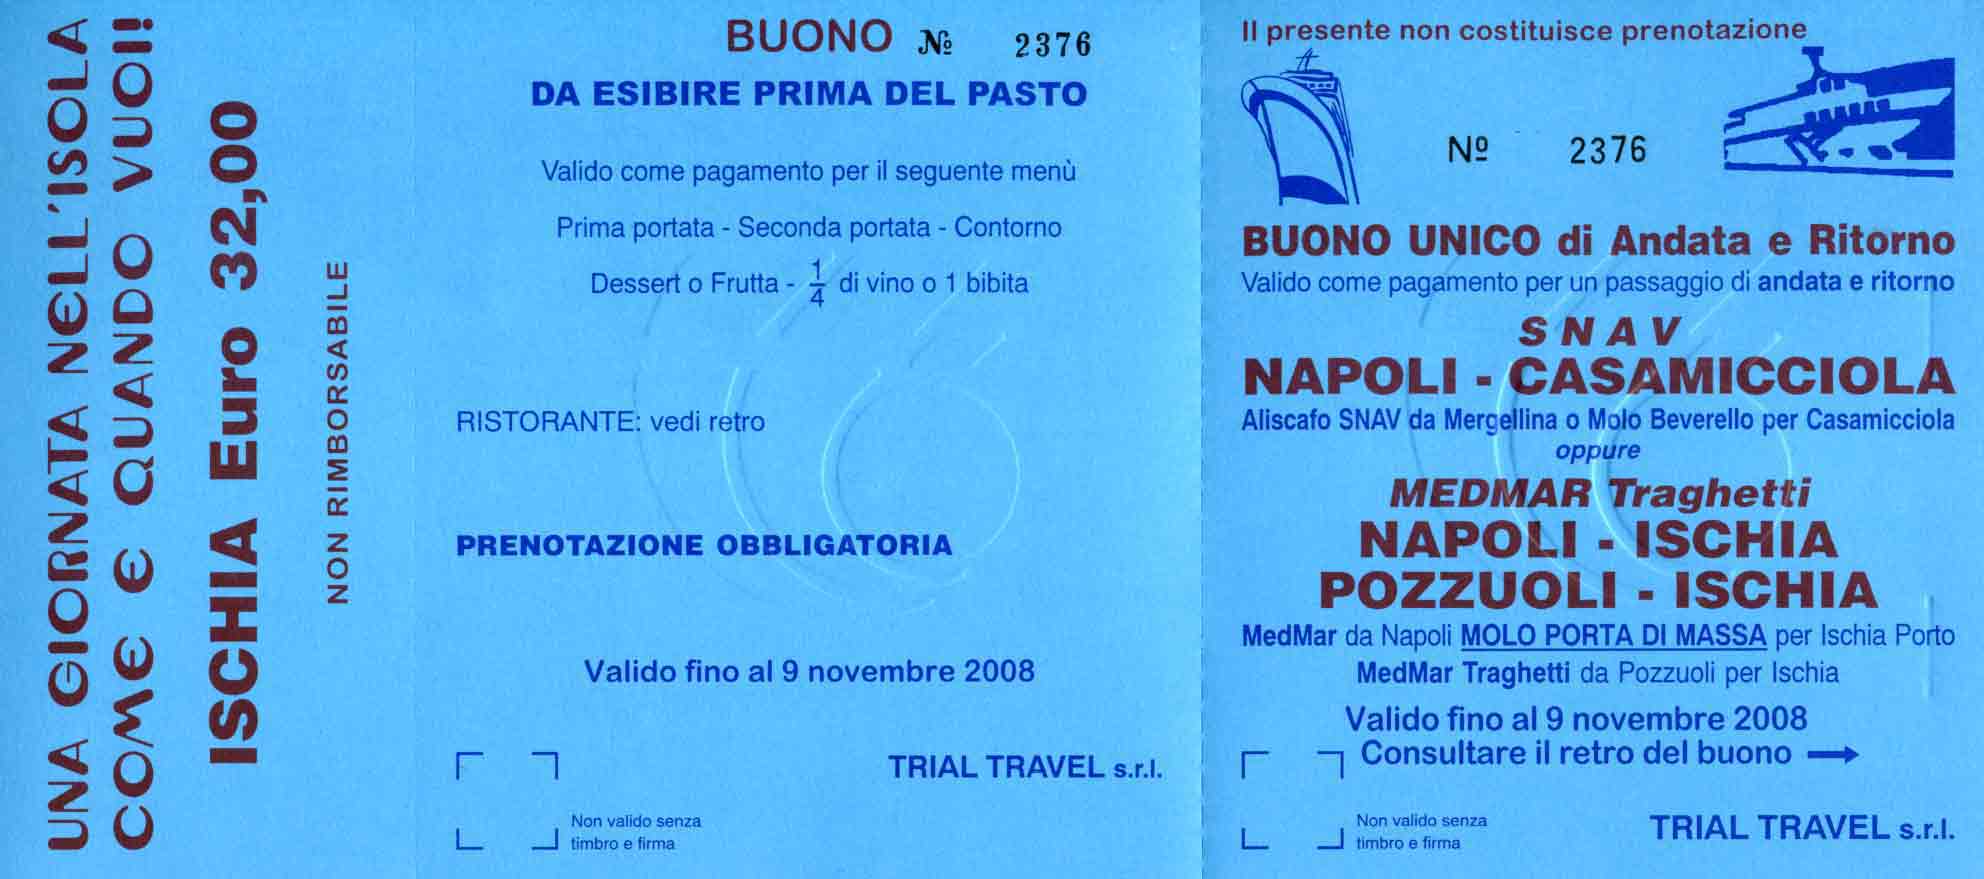 UNA GIORNATA NELL'ISOLA
COME E QUANDO VUOI!
ISCHIA Euro 32,00
NON RIMBORSABILE
BUONO № 2376
DA ESIBIRE PRIMA DEL PASTO
Valido come pagamento per il seguente menù
Prima portata - Seconda portata - Contorno
Dessert o Frutta - 1/4 di vino o 1 bibita
RISTORANTE: vedi retro
PRENOTAZIONE OBBLIGATORIA
Valido fino al 9 novembre 2008
TRIAL TRAVEL s.r.l.
Non valido senza
timbro e firma
Il presente non costituisce prenotazione
Nº 2376
BUONO UNICO di Andata e Ritorno
Valido come pagamento per un passaggio di andata e ritorno
SNAV
NAPOLI - CASAMICCIOLA
Aliscafo SNAV da Mergellina o Molo Beverello per Casamicciola
oppure
MEDMAR Traghetti
NAPOLI - ISCHIA
POZZUOLI - ISCHIA
MedMar da Napoli MOLO PORTA DI MASSA per Ischia Porto
MedMar Traghetti da Pozzuoli per Ischia
Valido fino al 9 novembre 2008
Consultare il retro del buono →
Non valido senza
timbro e firma
TRIAL TRAVEL s.r.l.